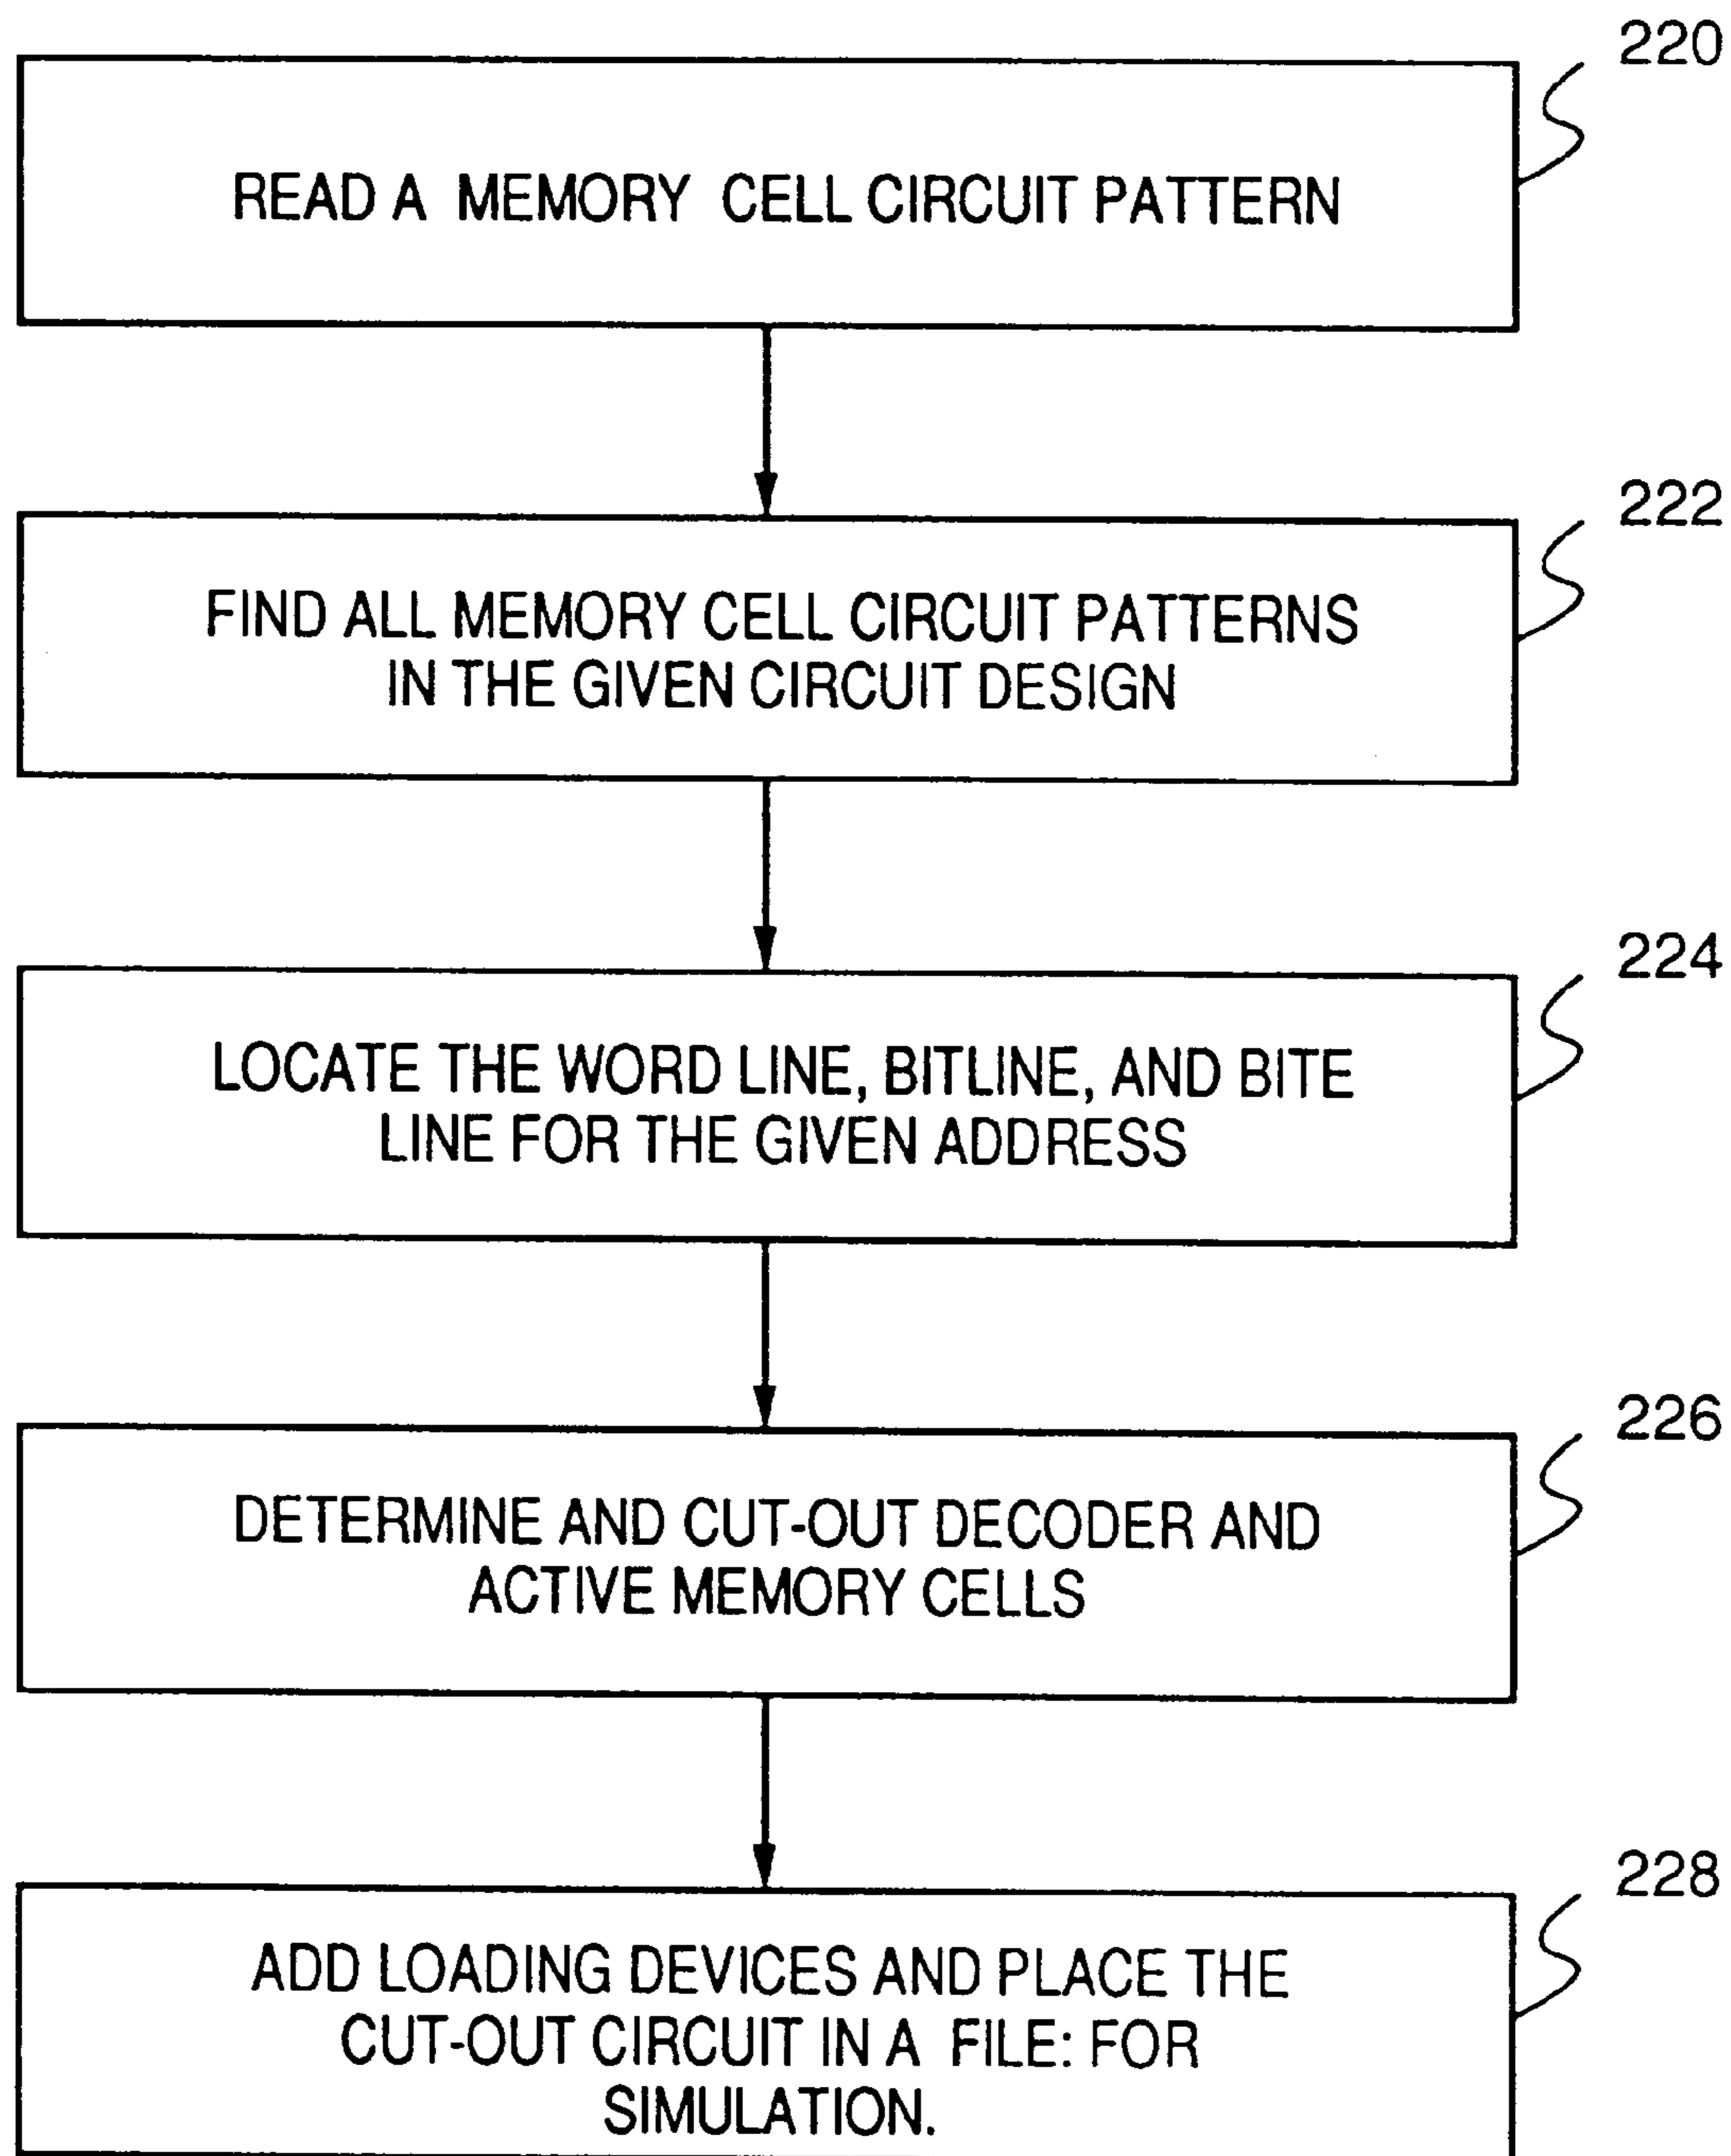 220
READ A MEMORY CELL CIRCUIT PATTERN
222
FIND ALL MEMORY CELL CIRCUIT PATTERNS
IN THE GIVEN CIRCUIT DESIGN
224
LOCATE THE WORD LINE, BITLINE, AND BITE
LINE FOR THE GIVEN ADDRESS
226
DETERMINE AND CUT-OUT DECODER AND
ACTIVE MEMORY CELLS
228
ADD LOADING DEVICES AND PLACE THE
CUT-OUT CIRCUIT IN A FILE: FOR
SIMULATION.